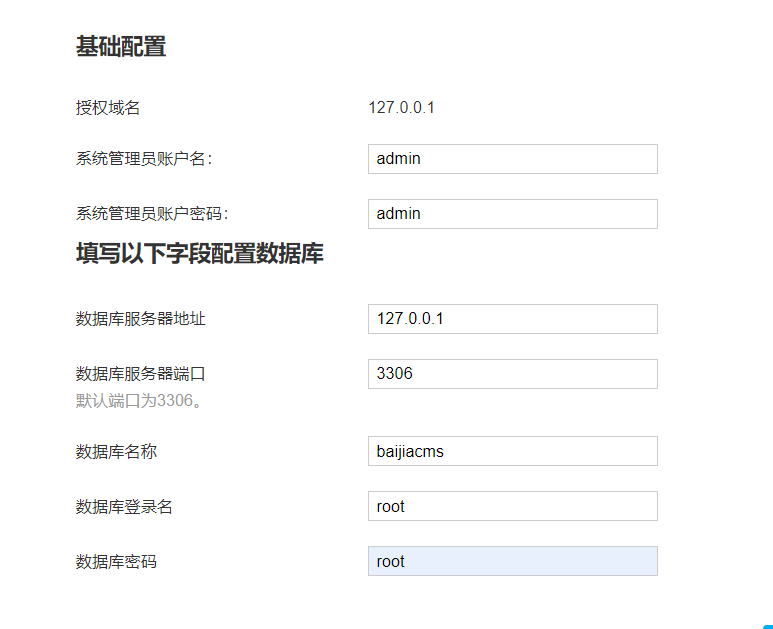 基础配置
授权域名 127.0.0.1
系统管理员账户名： admin
系统管理员账户密码： admin
填写以下字段配置数据库
数据库服务器地址 127.0.0.1
数据库服务器端口 3306
默认端口为3306。
数据库名称 baijiacms
数据库登录名 root
数据库密码 root